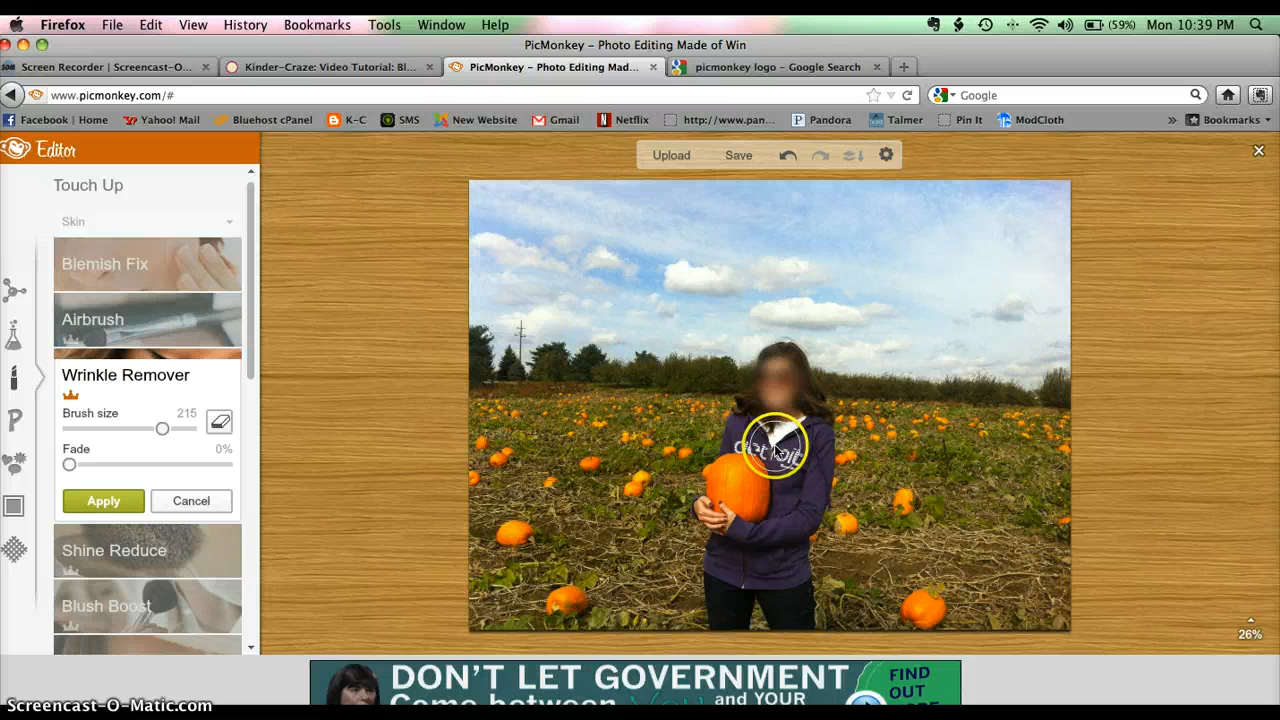 Firefox File Edit View History Bookmarks Tools Window Help (59%) Mon 10:39 PM
PicMonkey – Photo Editing Made of Win
Screen Recorder | Screencast-O... Kinder-Craze: Video Tutorial: Bl... PicMonkey – Photo Editing Mad... picmonkey logo – Google Search
www.picmonkey.com/# Google
Facebook | Home Yahoo! Mail Bluehost cPanel K-C SMS New Website Gmail Netflix http://www.pan... Pandora Talmer Pin It ModCloth » Bookmarks
Editor
Upload Save
Touch Up
Skin
Blemish Fix
Airbrush
Wrinkle Remover
Brush size 215
Fade 0%
Apply Cancel
Shine Reduce
Blush Boost
detroit
26%
DON'T LET GOVERNMENT FIND
Come between You and YOUR OUT
Screencast-O-Matic.com